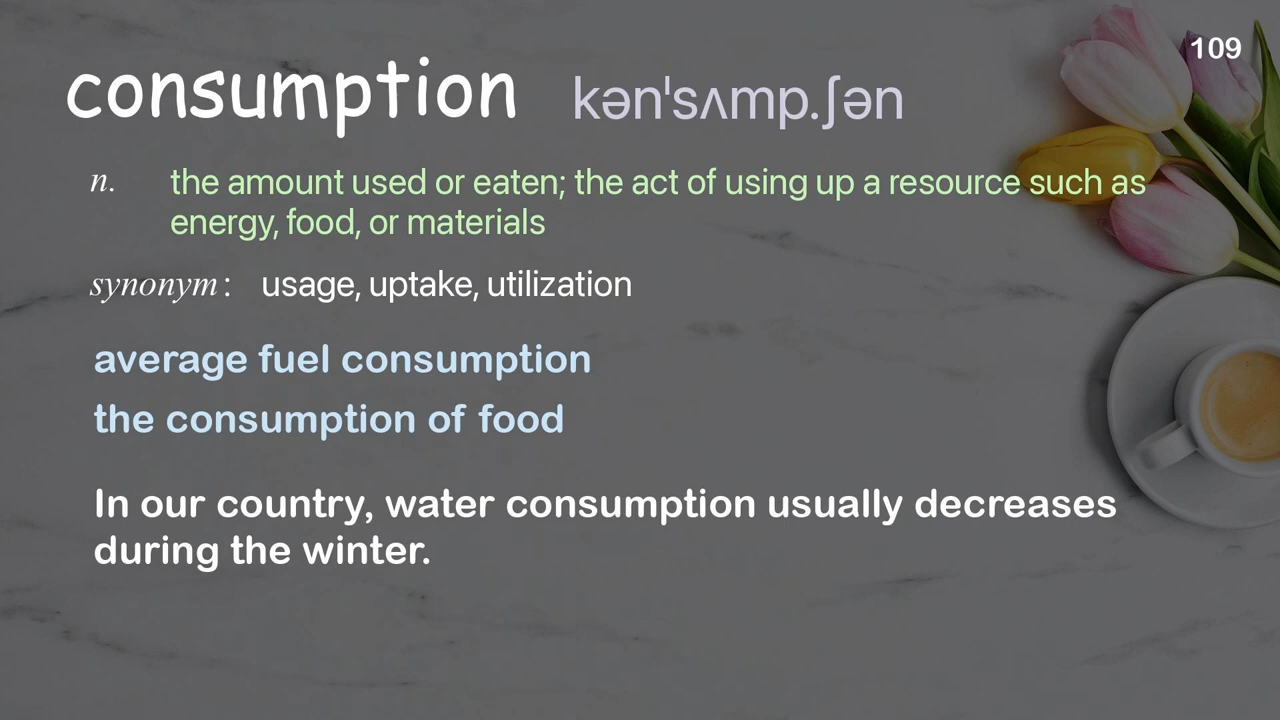 109
consumption kən'sʌmp.ʃən
n. the amount used or eaten; the act of using up a resource such as
energy, food, or materials
synonym : usage, uptake, utilization
average fuel consumption
the consumption of food
In our country, water consumption usually decreases
during the winter.